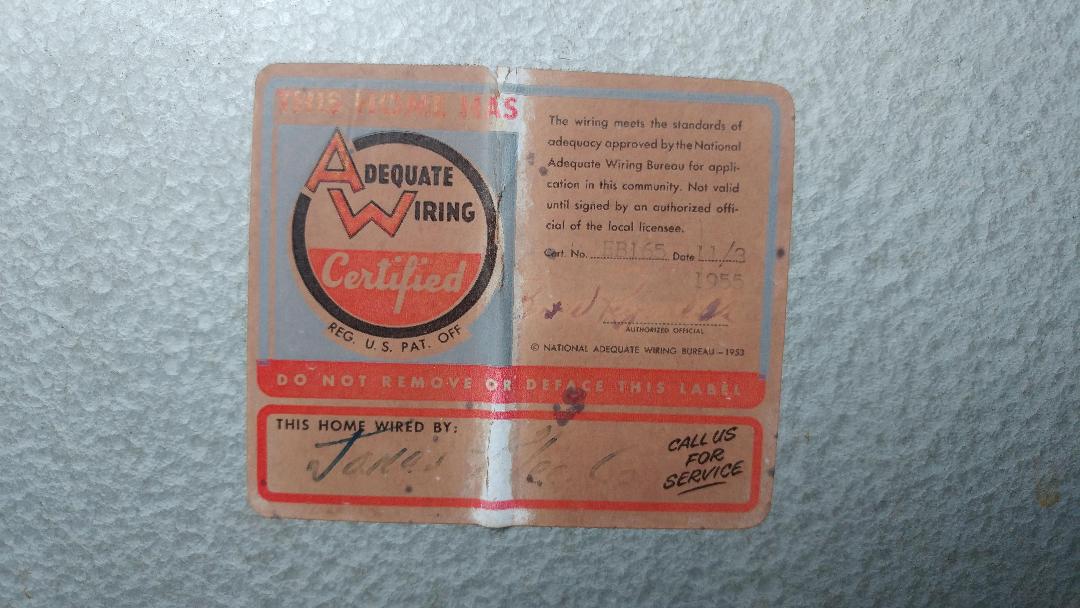 THIS HOME HAS
ADEQUATE
WIRING
Certified
REG. U.S. PAT. OFF
The wiring meets the standards of
adequacy approved by the National
Adequate Wiring Bureau for appli-
cation in this community. Not valid
until signed by an authorized offi-
cial of the local licensee.
Cert. No. Date 11/3
1955
AUTHORIZED OFFICIAL
© NATIONAL ADEQUATE WIRING BUREAU-1953
DO NOT REMOVE OR DEFACE THIS LABEL
THIS HOME WIRED BY:
CALL US
FOR
SERVICE